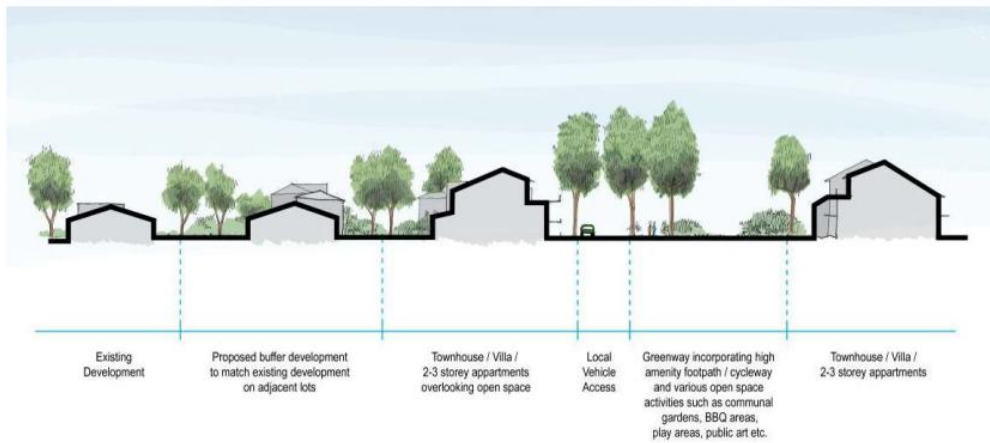 Existing
Development
Proposed buffer development
to match existing development
on adjacent lots
Townhouse / Villa /
2-3 storey appartments
overlooking open space
Local
Vehicle
Access
Greenway incorporating high
amenity footpath / cycleway
and various open space
activities such as communal
gardens, BBQ areas,
play areas, public art etc.
Townhouse / Villa /
2-3 storey appartments